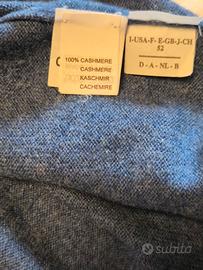 100% CASHMERE
CASHMERE
KASCHMIR
CACHEMIRE
I-USA-F- E-GB-J-CH
52
D - A - NL - B
subito